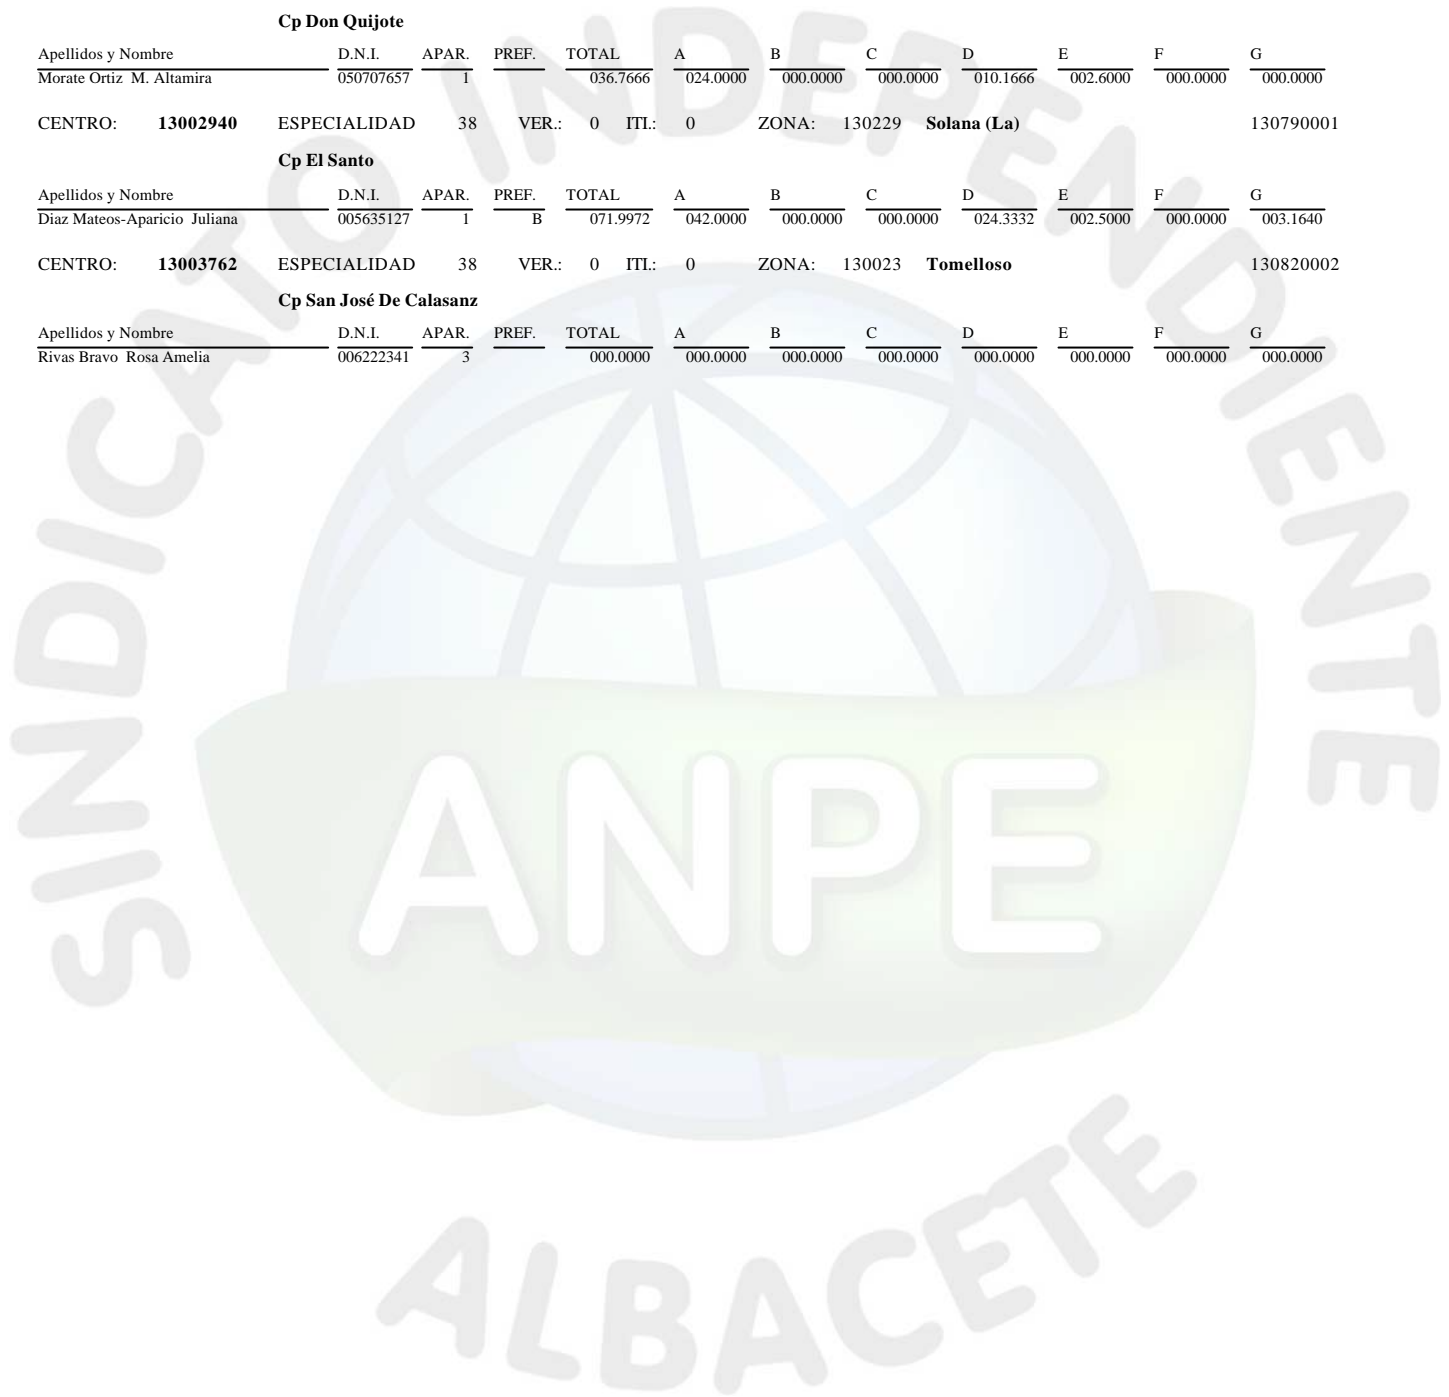 Cp Don Quijote
Apellidos y Nombre D.N.I. APAR. PREF. TOTAL A B C D E F G
Morate Ortiz M. Altamira 050707657 1 036.7666 024.0000 000.0000 000.0000 010.1666 002.6000 000.0000 000.0000
CENTRO: 13002940 ESPECIALIDAD 38 VER.: 0 ITI.: 0 ZONA: 130229 Solana (La) 130790001
Cp El Santo
Apellidos y Nombre D.N.I. APAR. PREF. TOTAL A B C D E F G
Diaz Mateos-Aparicio Juliana 005635127 1 B 071.9972 042.0000 000.0000 000.0000 024.3332 002.5000 000.0000 003.1640
CENTRO: 13003762 ESPECIALIDAD 38 VER.: 0 ITI.: 0 ZONA: 130023 Tomelloso 130820002
Cp San José De Calasanz
Apellidos y Nombre D.N.I. APAR. PREF. TOTAL A B C D E F G
Rivas Bravo Rosa Amelia 006222341 3 000.0000 000.0000 000.0000 000.0000 000.0000 000.0000 000.0000 000.0000
SINDICATO INDEPENDIENTE
ANPE
ALBACETE